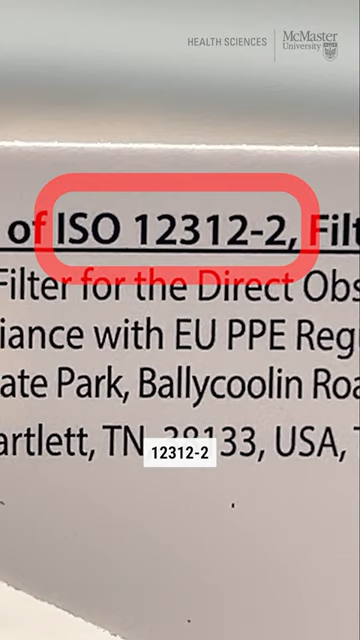 HEALTH SCIENCES
McMaster
University
of ISO 12312-2, Filt
Filter for the Direct Obs
iance with EU PPE Reg
ate Park, Ballycoolin Roa
artlett, TN 38133, USA,
12312-2